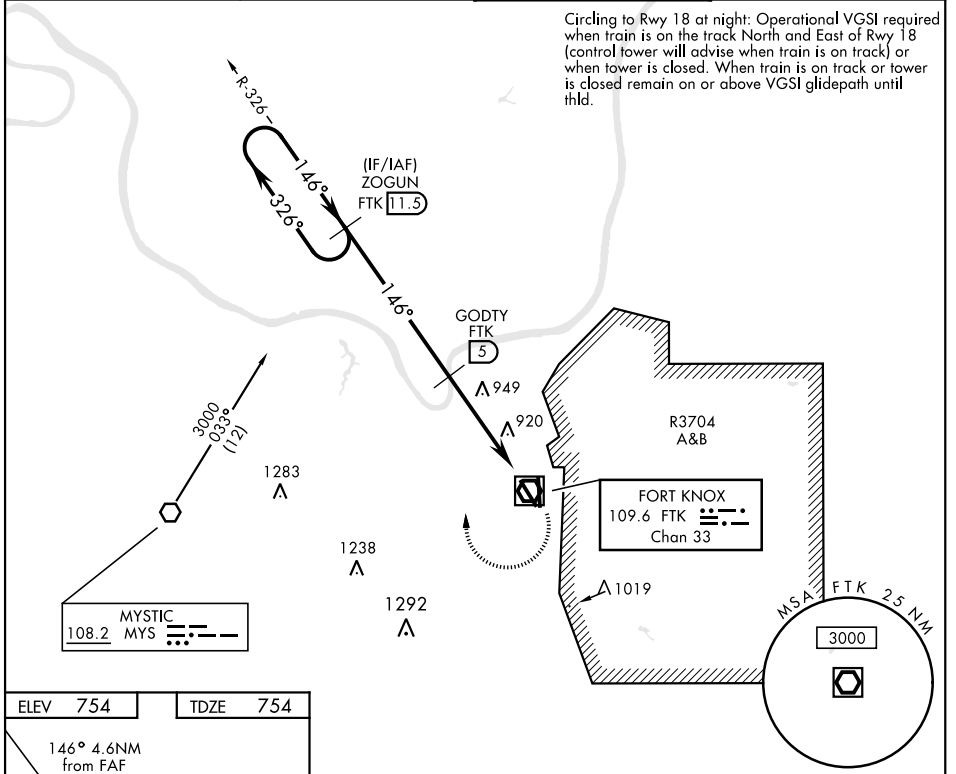 Circling to Rwy 18 at night: Operational VGSI required
when train is on the track North and East of Rwy 18
(control tower will advise when train is on track) or
when tower is closed. When train is on track or tower
is closed remain on or above VGSI glidepath until
thld.
R-326
146°
326°
(IF/IAF)
ZOGUN
FTK 11.5
146°
GODTY
FTK
5
949
920
R3704
A&B
3000
033°
(12)
1283
FORT KNOX
109.6 FTK
Chan 33
1238
1292
1019
MYSTIC
108.2 MYS
MSA FTK 25 NM
3000
ELEV 754
TDZE 754
146° 4.6NM
from FAF